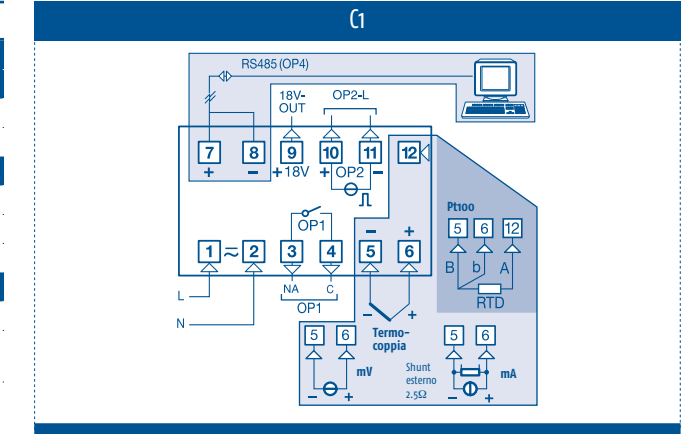 C1
RS485 (OP4)
18V-
OUT
OP2-L
7 8 9 10 11 12
+ − +18V + OP2 −
OP1
Pt100
5 6 12
B b A
RTD
− +
1 ≂ 2 3 4 5 6
L
NA C
OP1
N
− +
Termo-
coppia
5 6
mV
− +
Shunt
esterno
2.5Ω
5 6
mA
− +